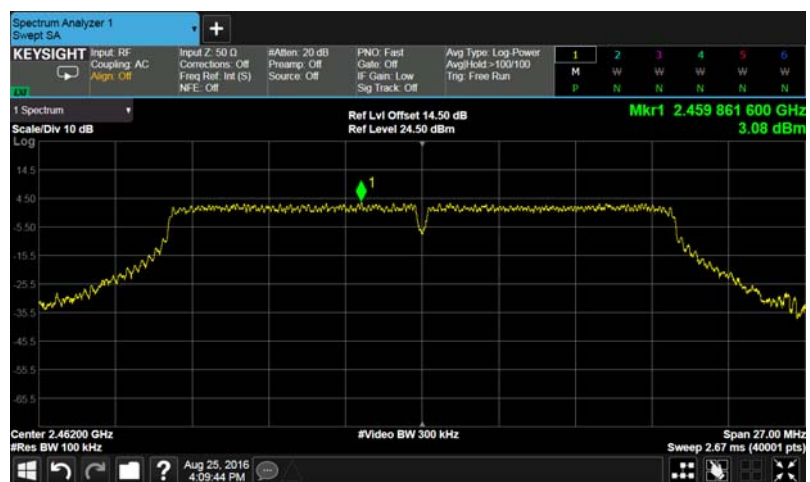 Spectrum Analyzer 1
Swept SA
+
KEYSIGHT
LXI
Input: RF
Coupling: AC
Align: Off
Input Z: 50 Ω
Corrections: Off
Freq Ref: Int (S)
NFE: Off
#Atten: 20 dB
Preamp: Off
Source: Off
PNO: Fast
Gate: Off
IF Gain: Low
Sig Track: Off
Avg Type: Log-Power
Avg|Hold:>100/100
Trig: Free Run
1 2 3 4 5 6
M W W W W W
P N N N N N
1 Spectrum
Scale/Div 10 dB
Log
Ref Lvl Offset 14.50 dB
Ref Level 24.50 dBm
Mkr1 2.459 861 600 GHz
3.08 dBm
1
14.5
4.50
-5.50
-15.5
-25.5
-35.5
-45.5
-55.5
-65.5
Center 2.46200 GHz
#Res BW 100 kHz
#Video BW 300 kHz
Span 27.00 MHz
Sweep 2.67 ms (40001 pts)
?
Aug 25, 2016
4:09:44 PM